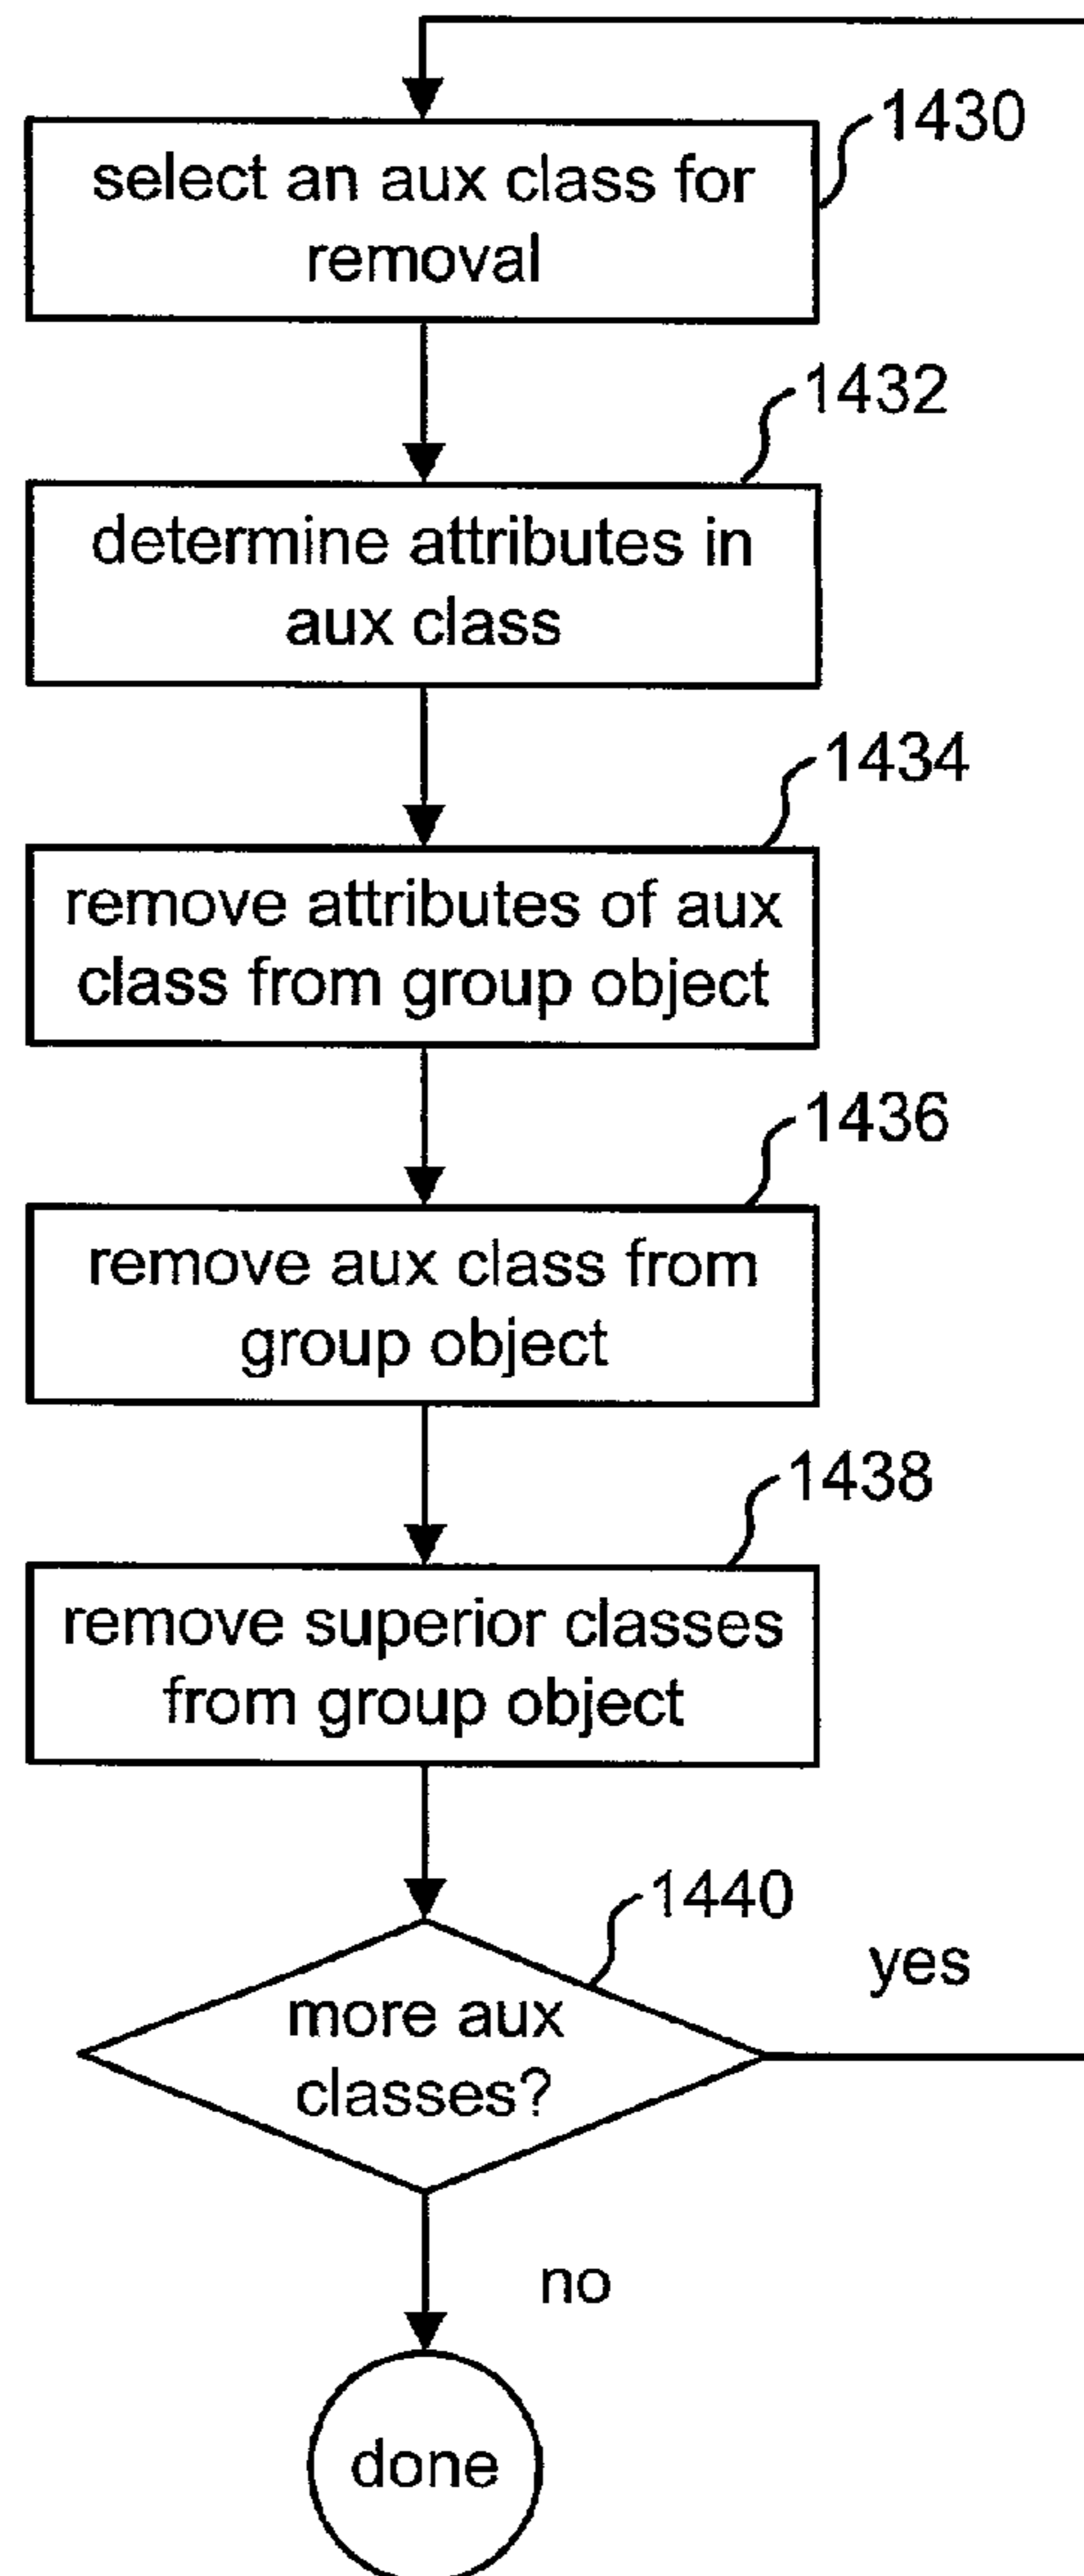 1430
select an aux class for
removal
1432
determine attributes in
aux class
1434
remove attributes of aux
class from group object
1436
remove aux class from
group object
1438
remove superior classes
from group object
1440
more aux
classes?
yes
no
done